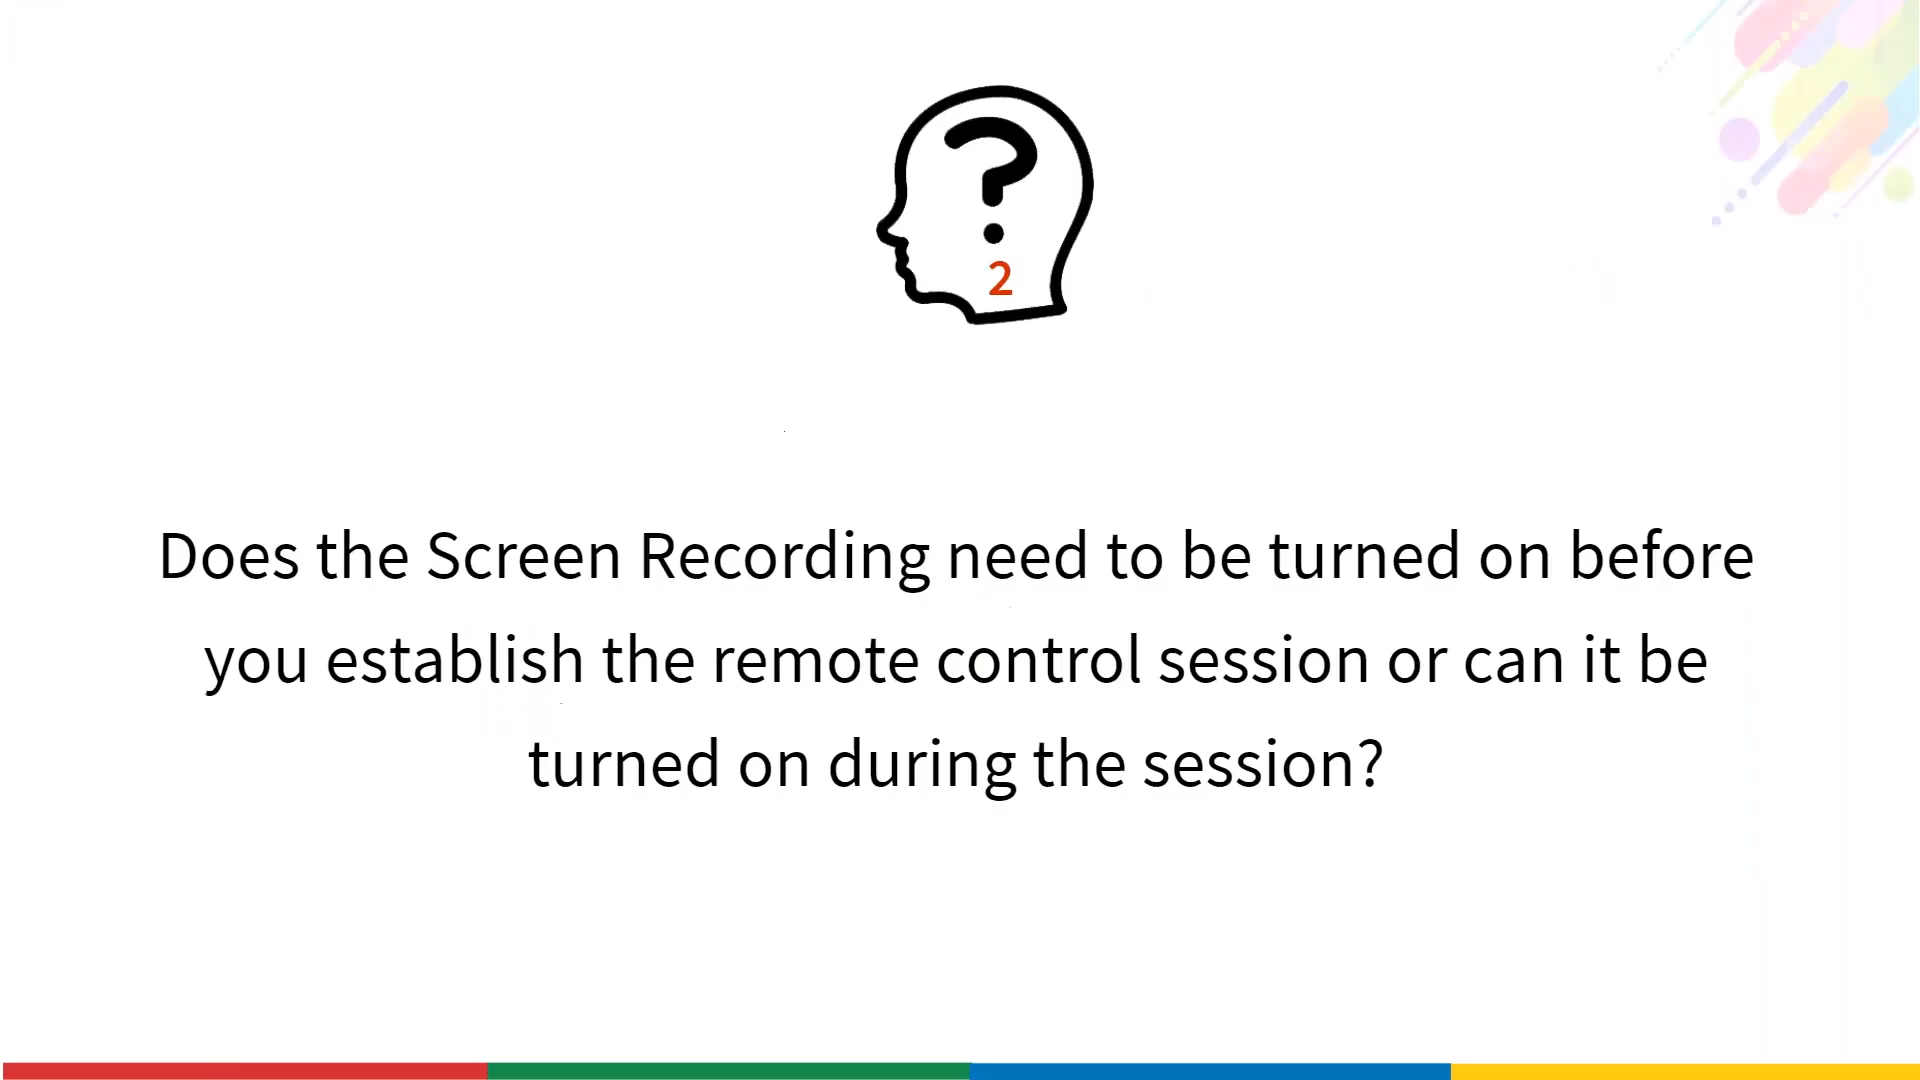 2
Does the Screen Recording need to be turned on before
you establish the remote control session or can it be
turned on during the session?